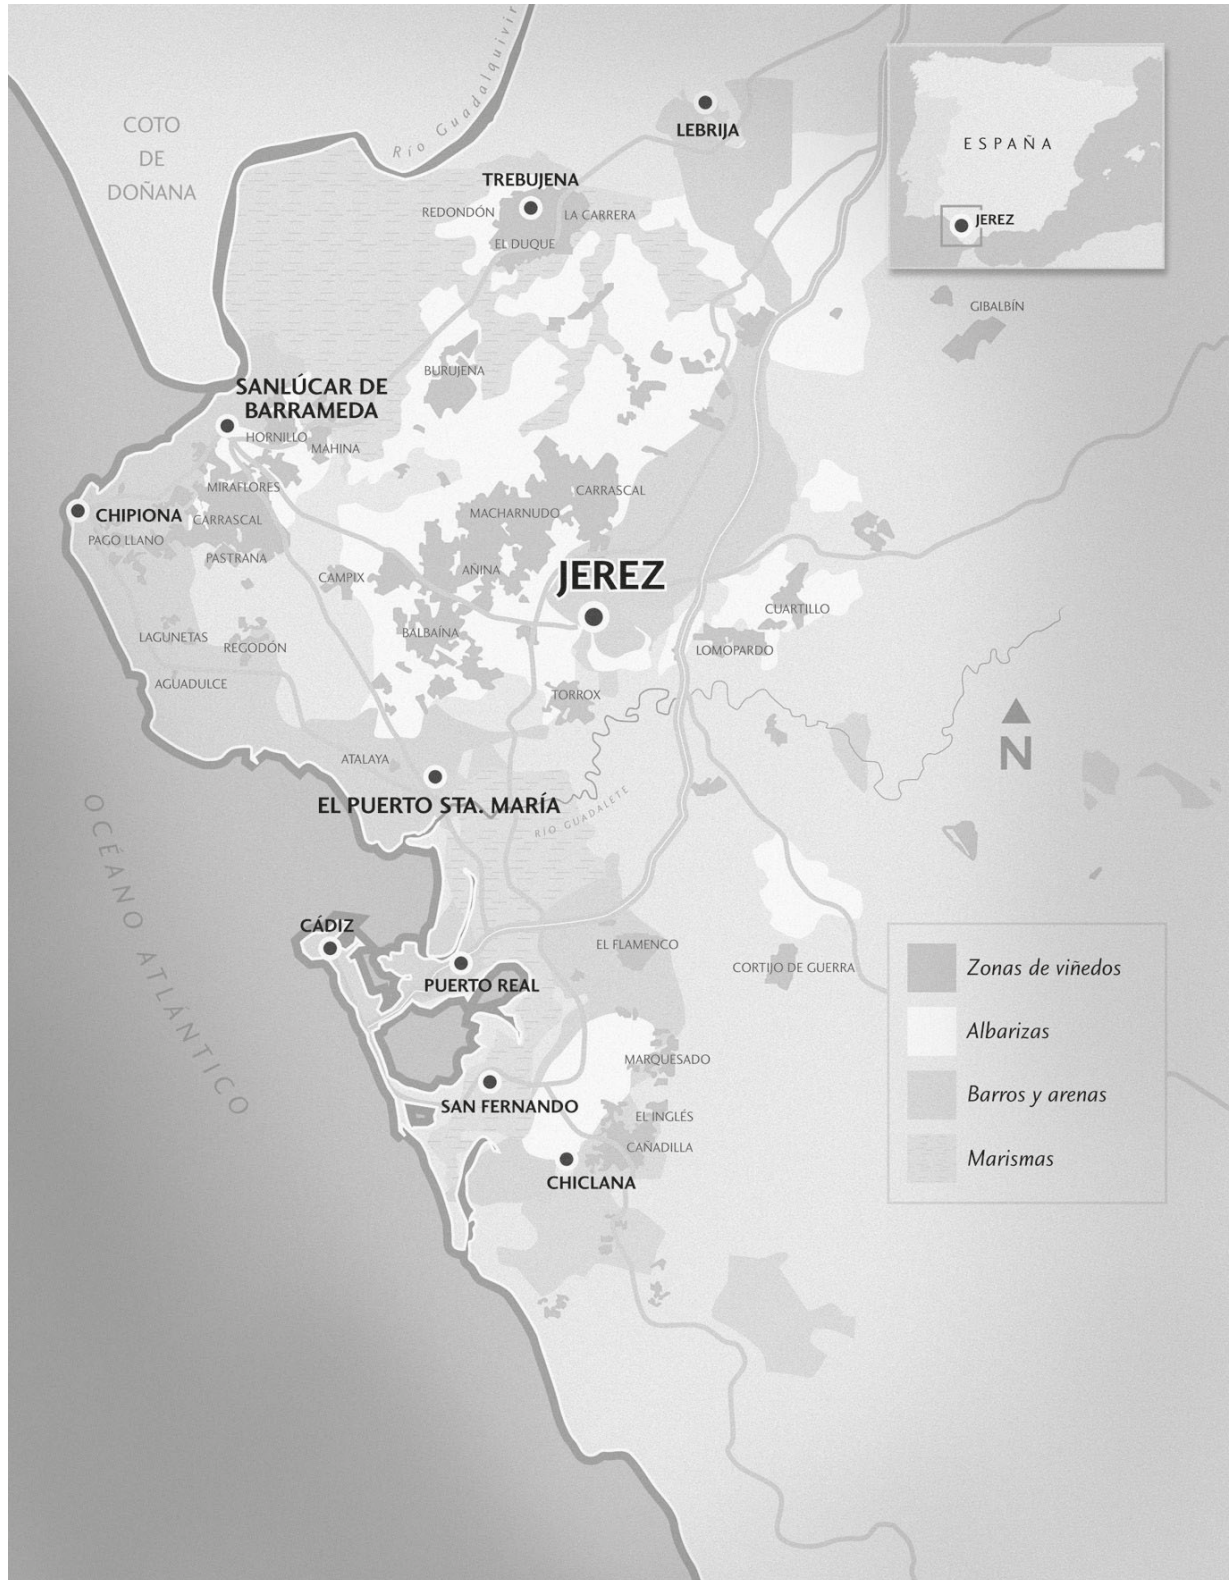 Río Guadalquivir
COTO
DE
DOÑANA
LEBRIJA
ESPAÑA
JEREZ
TREBUJENA
REDONDÓN
LA CARRERA
EL DUQUE
GIBALBÍN
BURUJENA
SANLÚCAR DE
BARRAMEDA
HORNILLO
MAHINA
MIRAFLORES
CARRASCAL
MACHARNUDO
CHIPIONA
CARRASCAL
PAGO LLANO
PASTRANA
CAMPIX
AÑINA
JEREZ
CUARTILLO
BALBAÍNA
LAGUNETAS
REGODÓN
LOMOPARDO
AGUADULCE
TORROX
N
ATALAYA
EL PUERTO STA. MARÍA
RÍO GUADALETE
OCÉANO ATLÁNTICO
CÁDIZ
EL FLAMENCO
PUERTO REAL
CORTIJO DE GUERRA
Zonas de viñedos
Albarizas
Barros y arenas
Marismas
MARQUESADO
SAN FERNANDO
EL INGLÉS
CAÑADILLA
CHICLANA